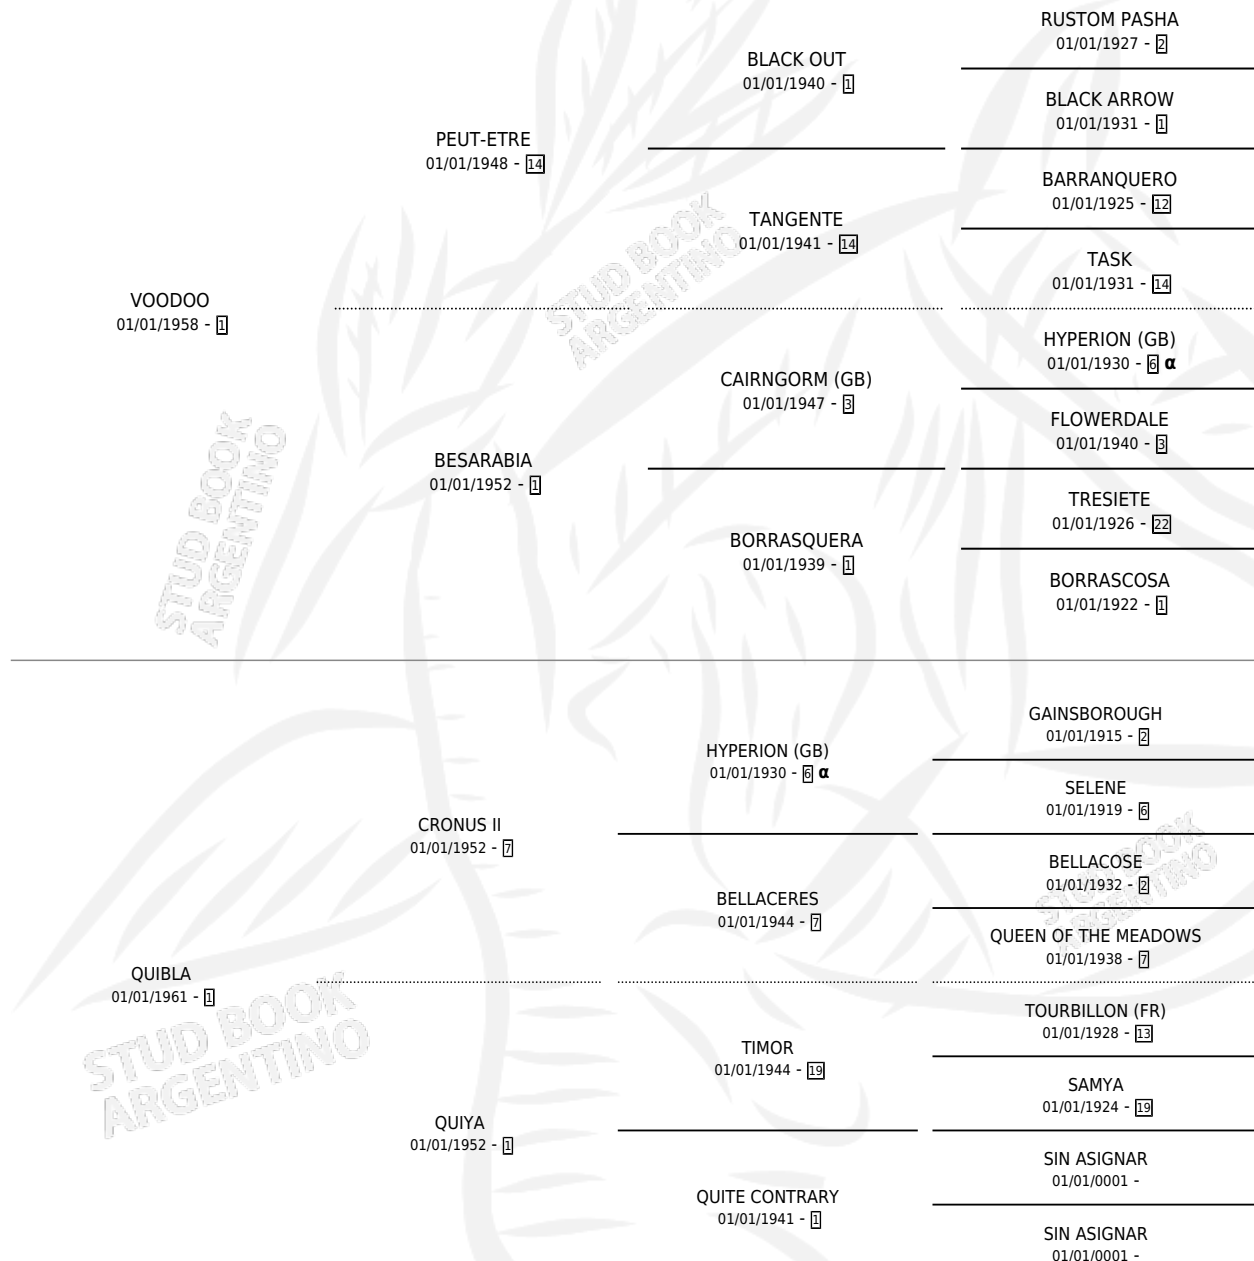 RUSTOM PASHA
01/01/1927 - 2
BLACK OUT
01/01/1940 - 1
BLACK ARROW
01/01/1931 - 1
PEUT-ETRE
01/01/1948 - 14
BARRANQUERO
01/01/1925 - 12
TANGENTE
01/01/1941 - 14
TASK
01/01/1931 - 14
VOODOO
01/01/1958 - 1
HYPERION (GB)
01/01/1930 - 6 α
CAIRNGORM (GB)
01/01/1947 - 3
FLOWERDALE
01/01/1940 - 3
BESARABIA
01/01/1952 - 1
TRESIETE
01/01/1926 - 22
BORRASQUERA
01/01/1939 - 1
BORRASCOSA
01/01/1922 - 1
STUD BOOK
ARGENTINO
STUD BOOK
ARGENTINO
GAINSBOROUGH
01/01/1915 - 2
HYPERION (GB)
01/01/1930 - 6 α
SELENE
01/01/1919 - 6
CRONUS II
01/01/1952 - 7
BELLACOSE
01/01/1932 - 2
BELLACERES
01/01/1944 - 7
QUEEN OF THE MEADOWS
01/01/1938 - 7
QUIBLA
01/01/1961 - 1
TOURBILLON (FR)
01/01/1928 - 13
TIMOR
01/01/1944 - 19
SAMYA
01/01/1924 - 19
QUIYA
01/01/1952 - 1
SIN ASIGNAR
01/01/0001 -
QUITE CONTRARY
01/01/1941 - 1
SIN ASIGNAR
01/01/0001 -
STUD BOOK
ARGENTINO
STUD BOOK
ARGENTINO